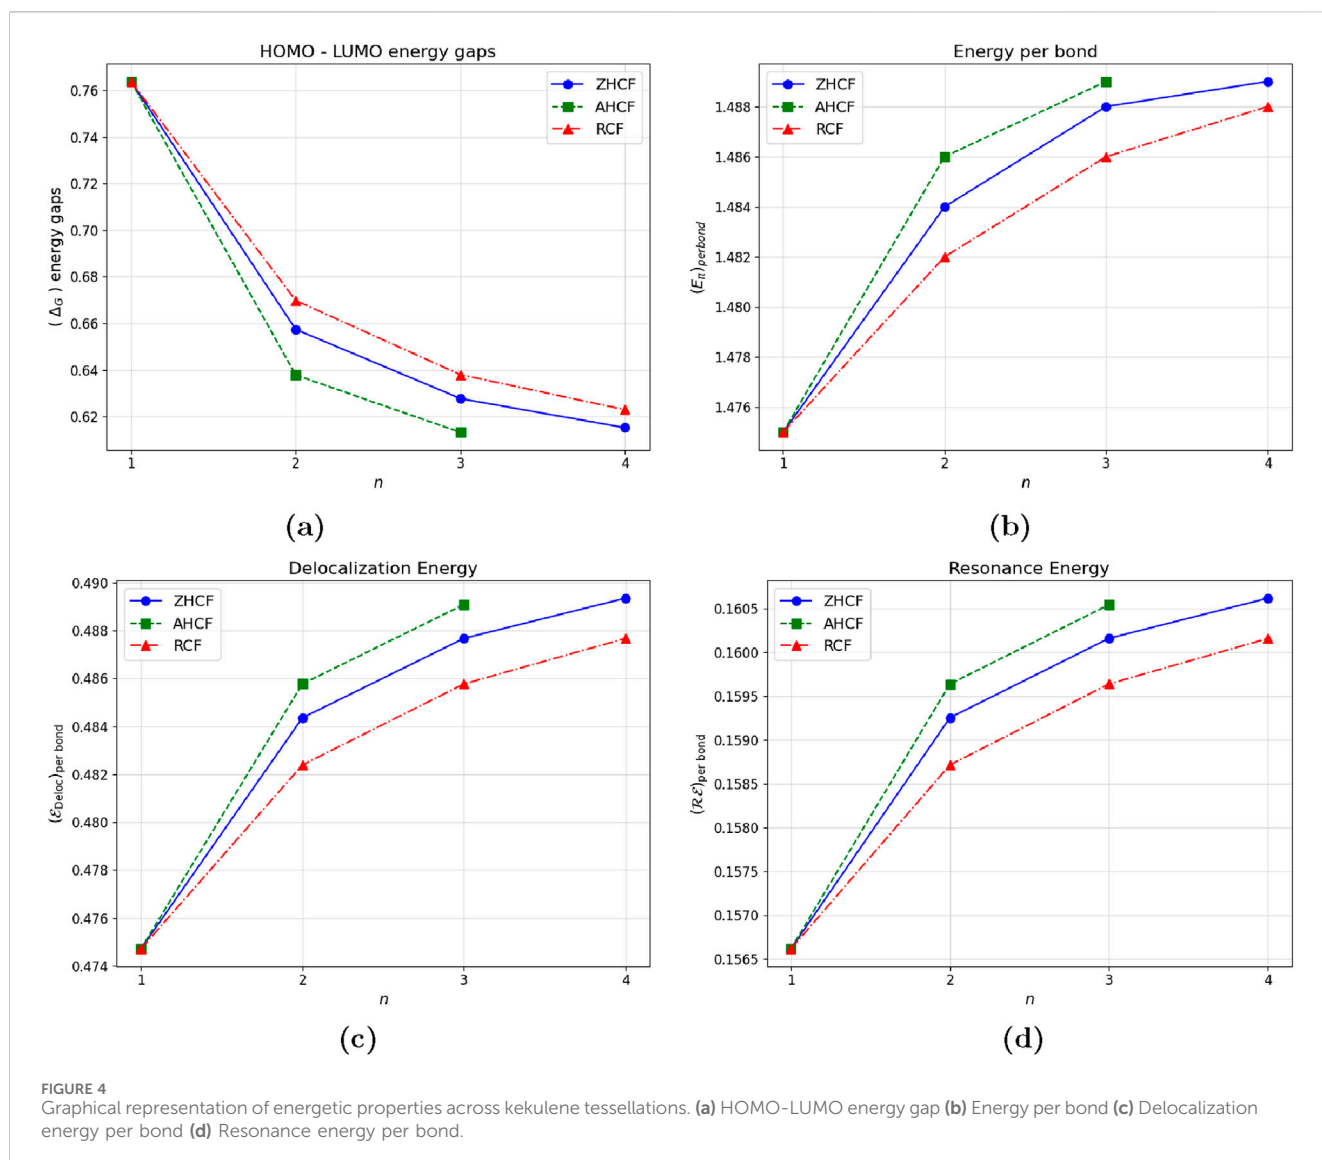 HOMO - LUMO energy gaps
( Δ_G ) energy gaps
0.76
0.74
0.72
0.70
0.68
0.66
0.64
0.62
1 2 3 4
n
ZHCF
AHCF
RCF
(a)
Energy per bond
(E_π)_perbond
1.488
1.486
1.484
1.482
1.480
1.478
1.476
1 2 3 4
n
ZHCF
AHCF
RCF
(b)
Delocalization Energy
(ℰ_Deloc)_per bond
0.490
0.488
0.486
0.484
0.482
0.480
0.478
0.476
0.474
1 2 3 4
n
ZHCF
AHCF
RCF
(c)
Resonance Energy
(ℛℰ)_per bond
0.1605
0.1600
0.1595
0.1590
0.1585
0.1580
0.1575
0.1570
0.1565
1 2 3 4
n
ZHCF
AHCF
RCF
(d)
FIGURE 4
Graphical representation of energetic properties across kekulene tessellations. (a) HOMO-LUMO energy gap (b) Energy per bond (c) Delocalization
energy per bond (d) Resonance energy per bond.